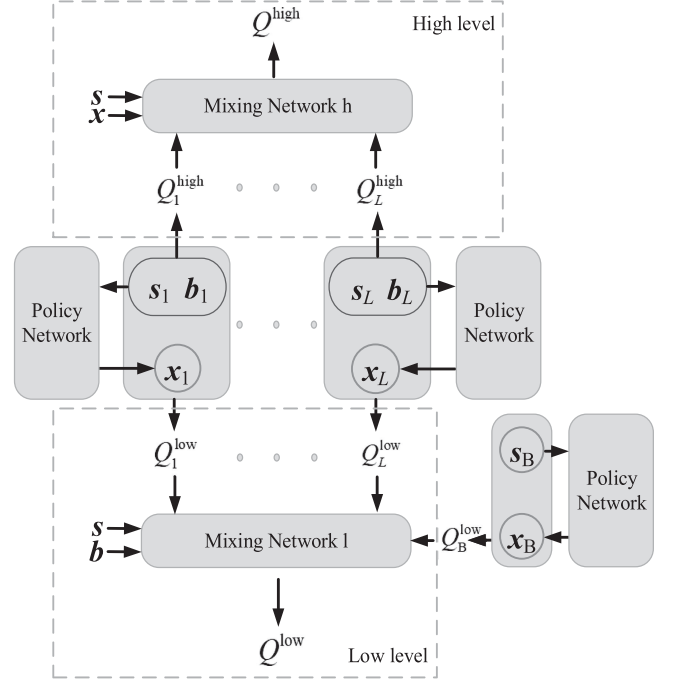 Q^high
High level
s
x
Mixing Network h
Q_1^high
Q_L^high
Policy
Network
s_1 b_1
x_1
s_L b_L
x_L
Policy
Network
Q_1^low
Q_L^low
s_B
x_B
Policy
Network
s
b
Mixing Network l
Q_B^low
Q^low
Low level